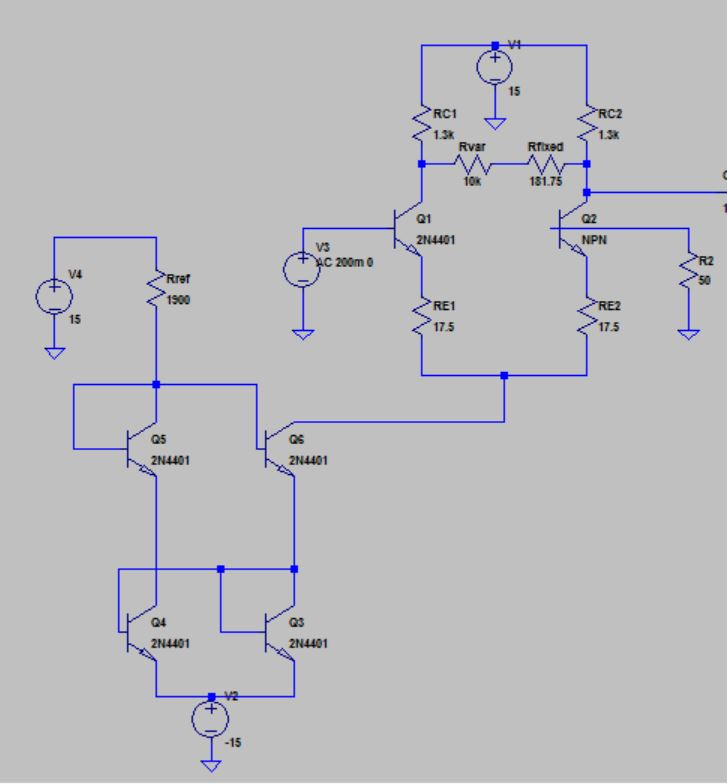 V1
15
RC1
1.3k
RC2
1.3k
Rvar
10k
Rfixed
181.75
Q1
2N4401
Q2
NPN
V3
AC 200m 0
R2
50
V4
15
Rref
1900
RE1
17.5
RE2
17.5
Q5
2N4401
Q6
2N4401
Q4
2N4401
Q3
2N4401
V2
-15